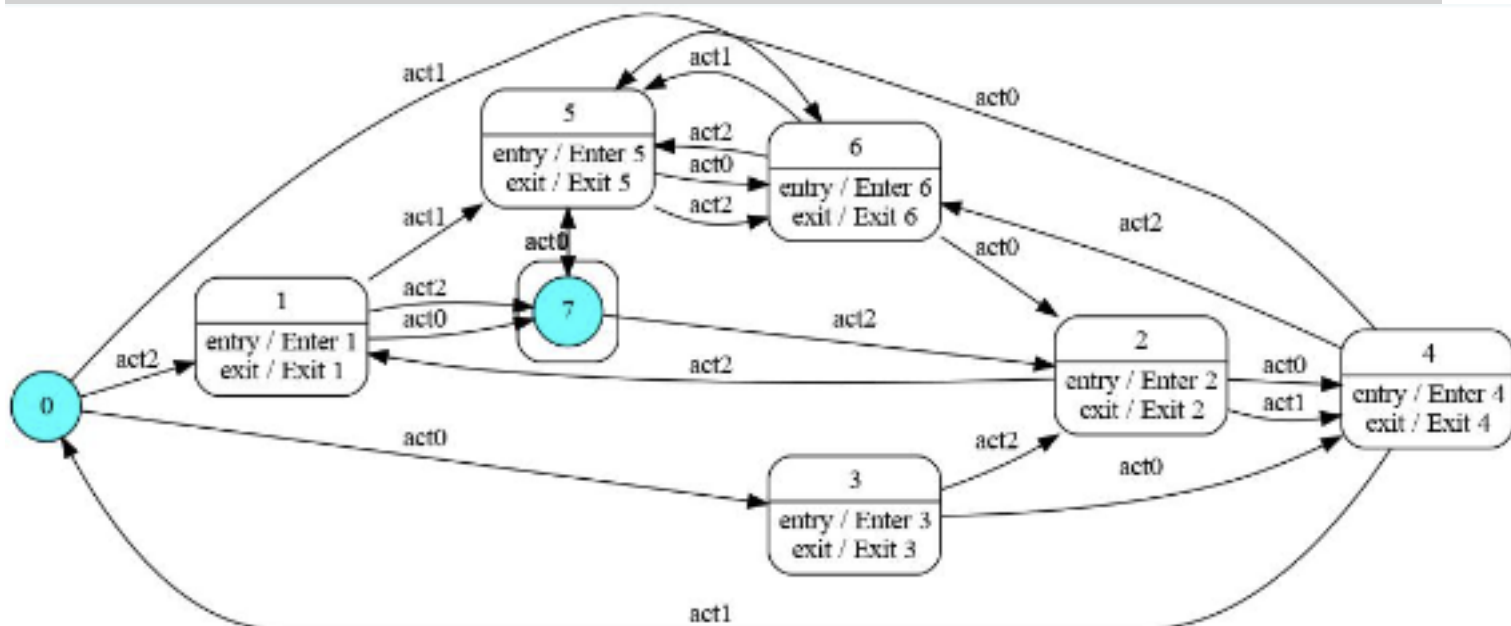 act1
act0
act1
5
entry / Enter 5
exit / Exit 5
act2
act0
act2
6
entry / Enter 6
exit / Exit 6
act1
act2
act0
act0
1
entry / Enter 1
exit / Exit 1
act2
act0
7
act2
2
entry / Enter 2
exit / Exit 2
act2
act2
0
act0
act1
4
entry / Enter 4
exit / Exit 4
act0
act2
act0
3
entry / Enter 3
exit / Exit 3
act1